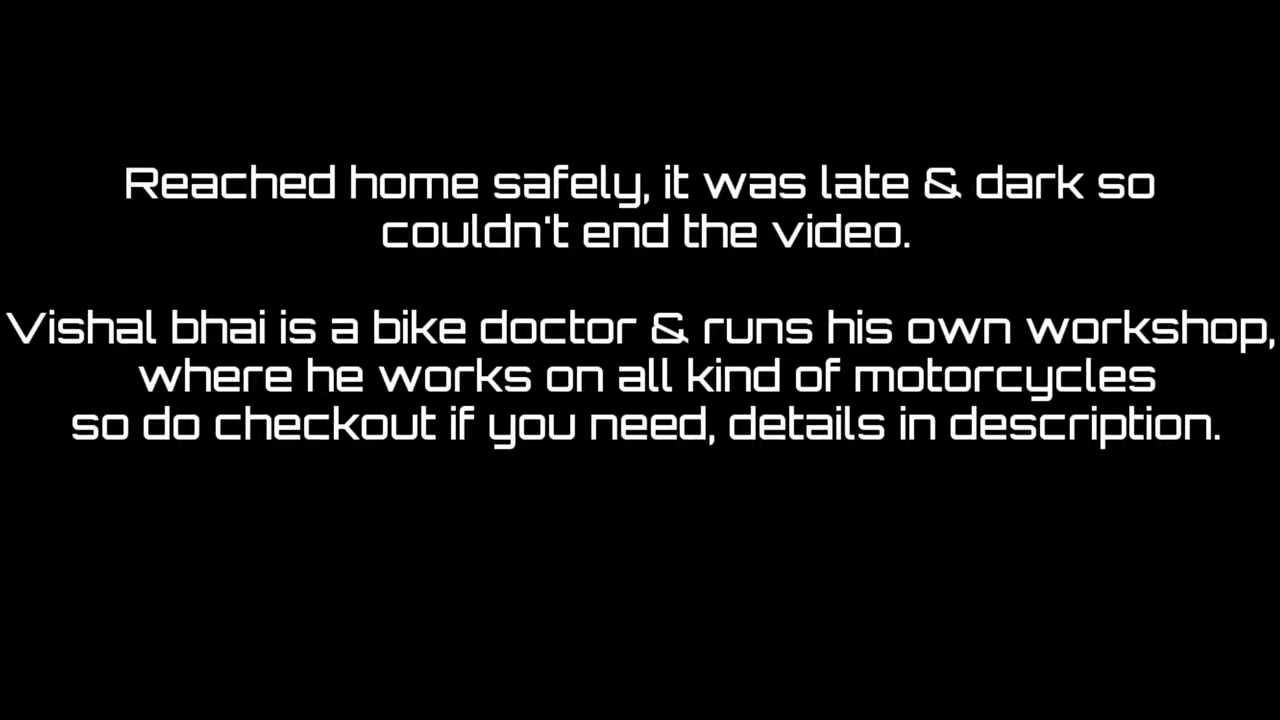 Reached home safely, it was late & dark so
couldn't end the video.
Vishal bhai is a bike doctor & runs his own workshop,
where he works on all kind of motorcycles
so do checkout if you need, details in description.